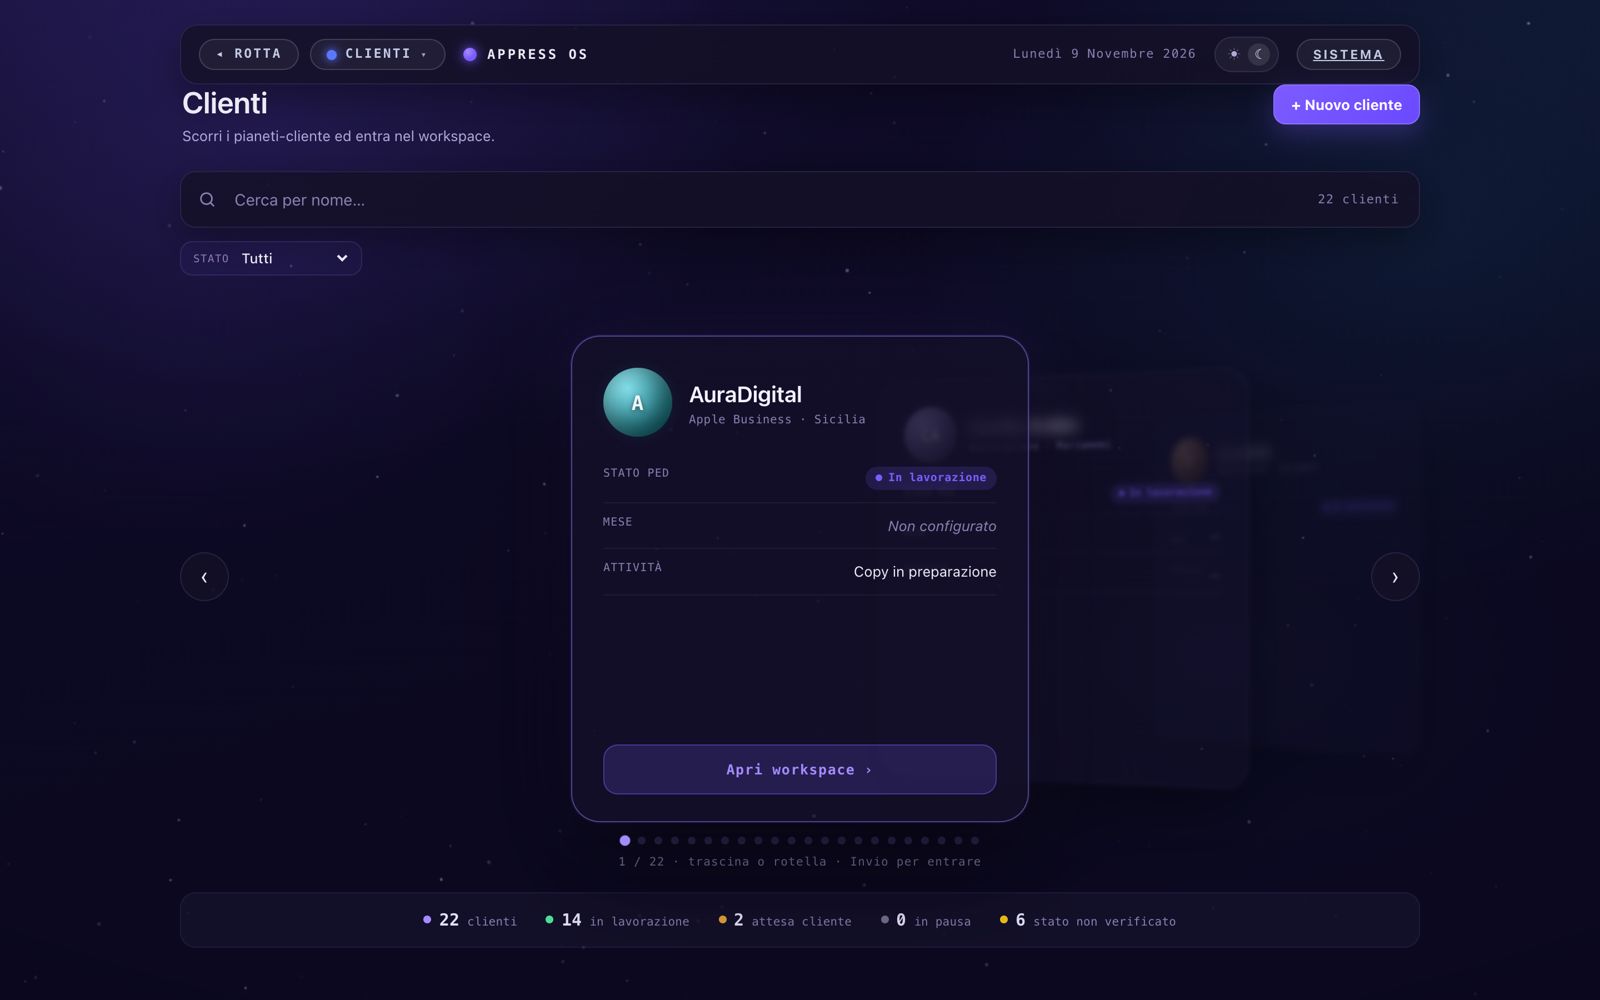 ◂ ROTTA
CLIENTI ▾
APPRESS OS
Lunedì 9 Novembre 2026
SISTEMA
Clienti
+ Nuovo cliente
Scorri i pianeti-cliente ed entra nel workspace.
Cerca per nome...
22 clienti
STATO Tutti
A
AuraDigital
Apple Business · Sicilia
STATO PED
In lavorazione
In lavorazione
MESE
Non configurato
ATTIVITÀ
Copy in preparazione
Apri workspace ›
1 / 22 · trascina o rotella · Invio per entrare
22 clienti
14 in lavorazione
2 attesa cliente
0 in pausa
6 stato non verificato